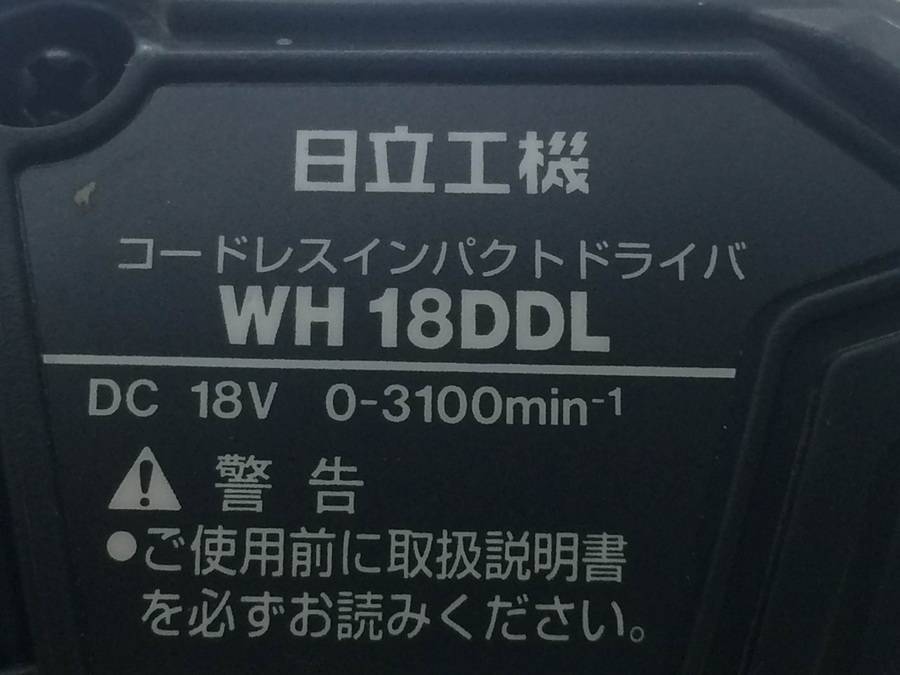 日立工機
コードレスインパクトドライバ
WH 18DDL
DC 18V 0-3100min⁻¹
⚠ 警告
●ご使用前に取扱説明書
を必ずお読みください。